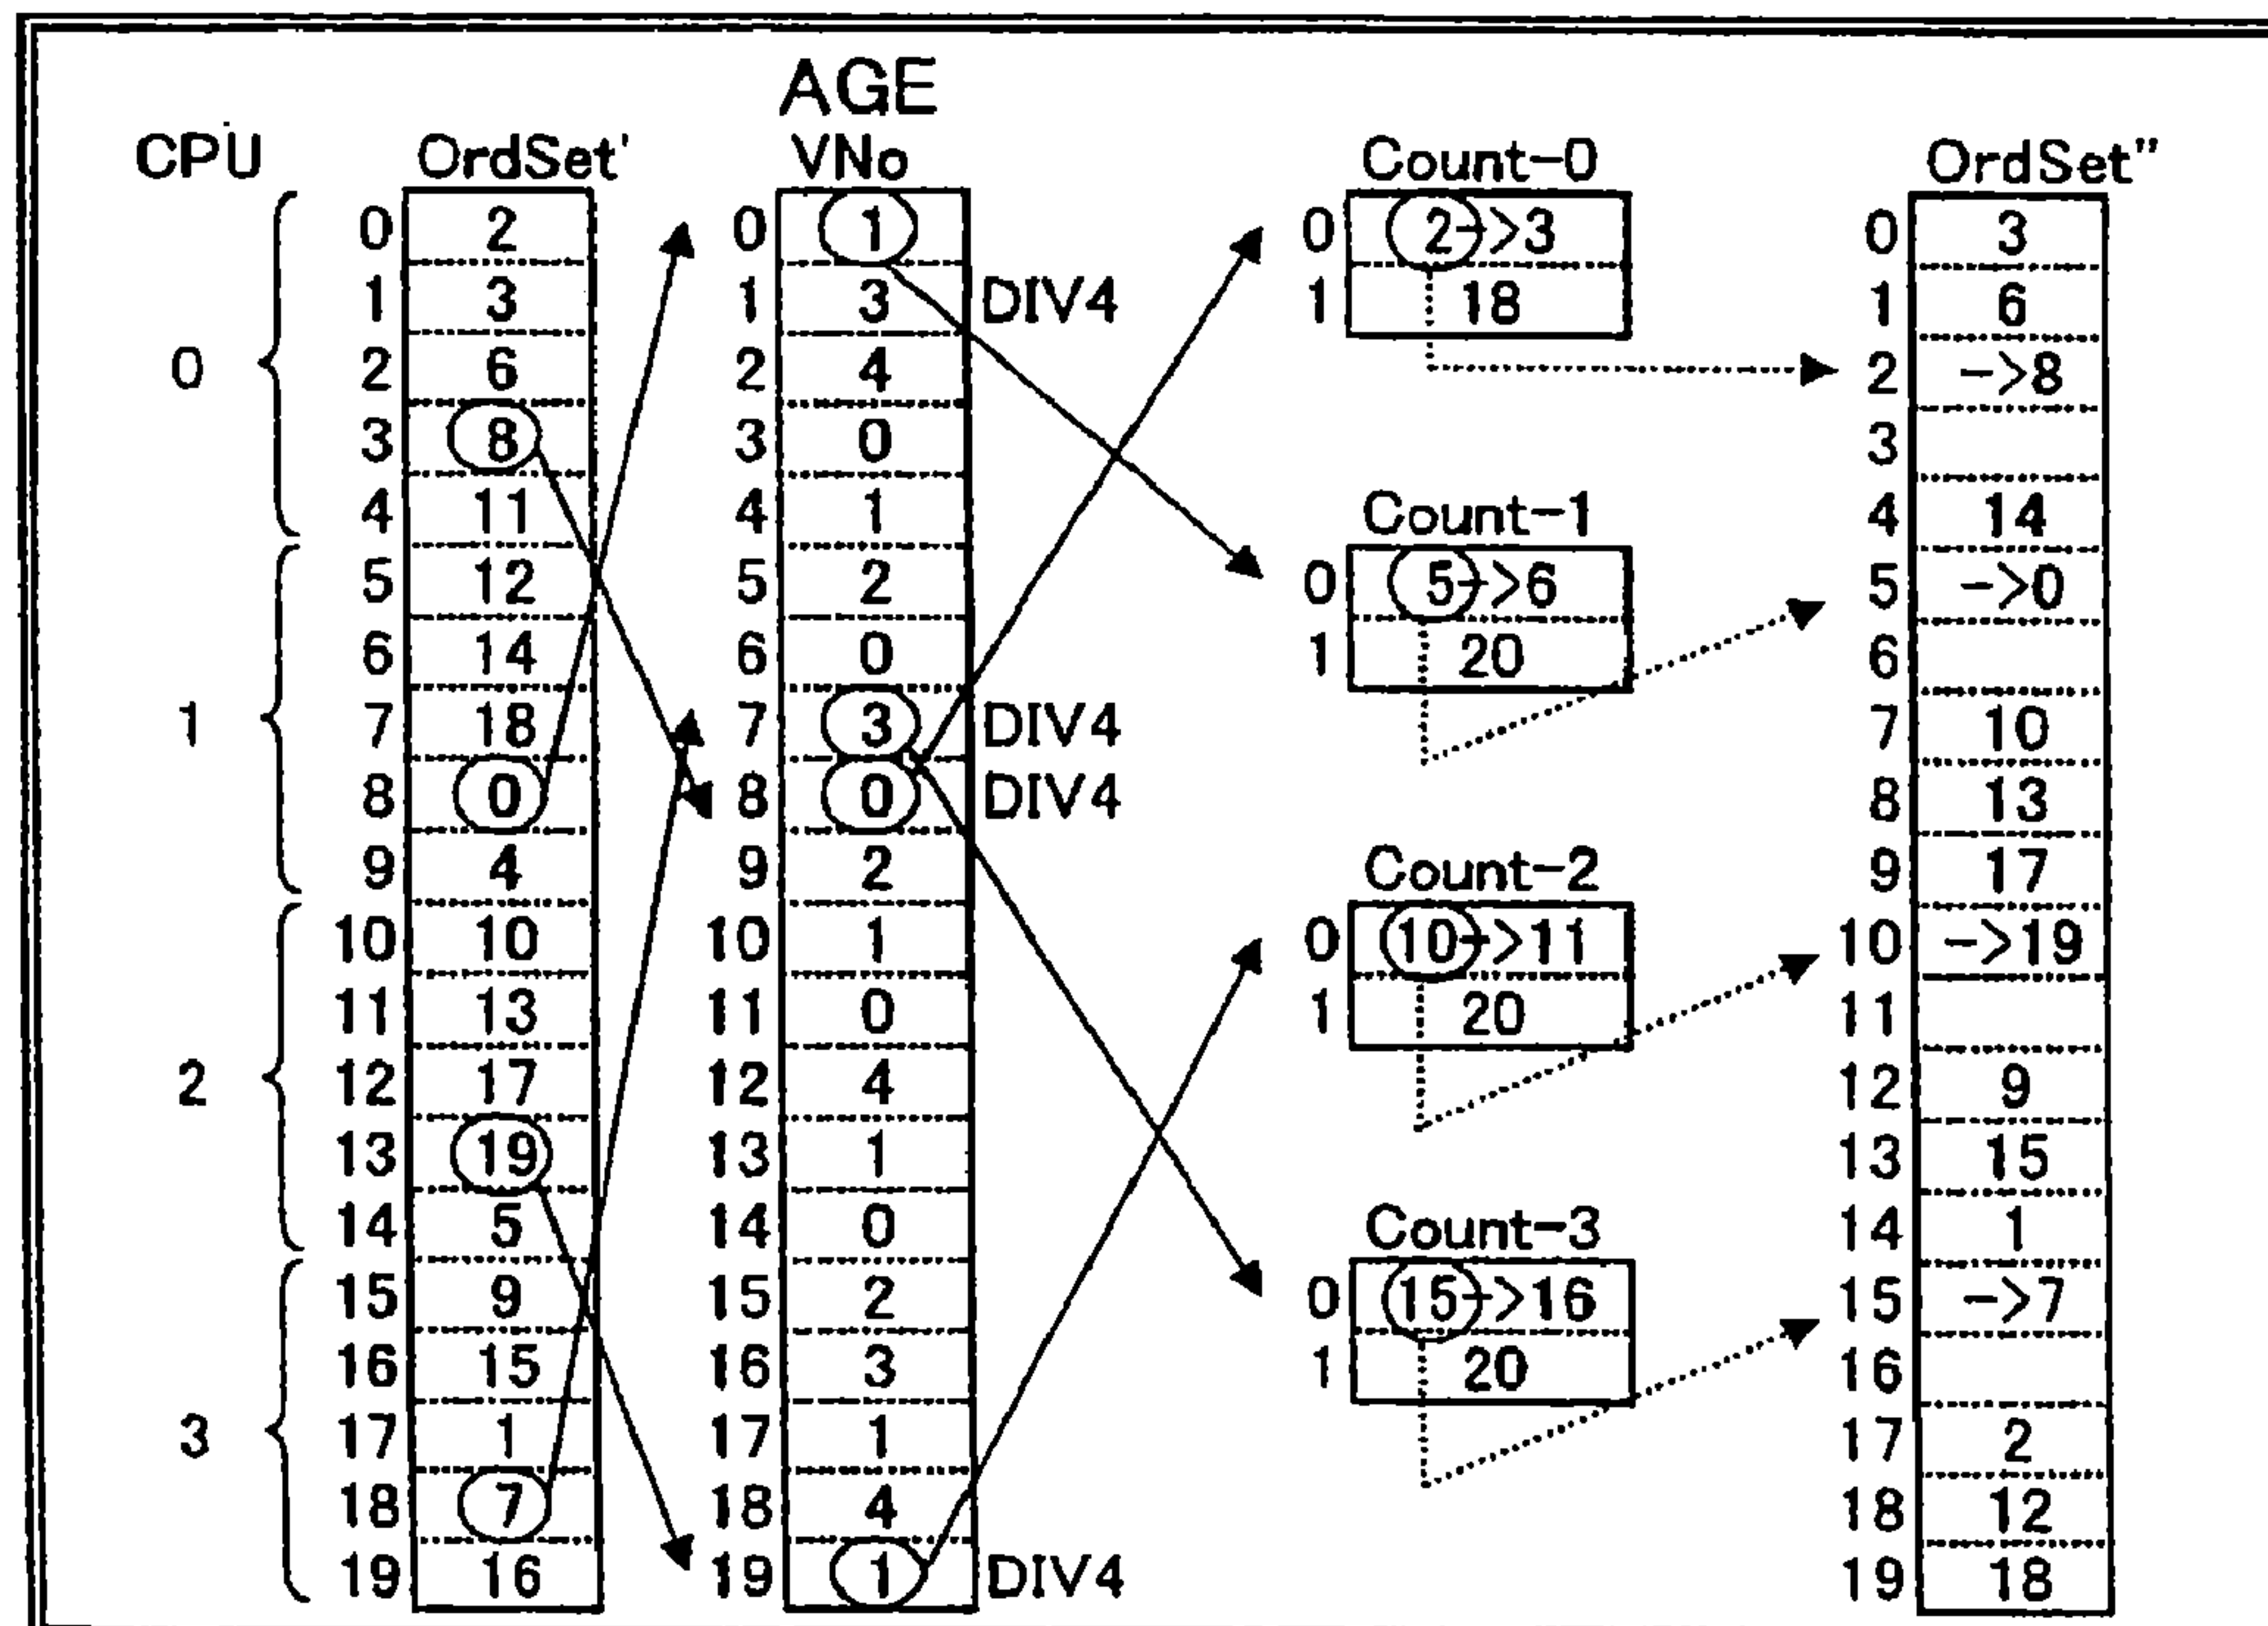 AGE
CPU OrdSet' VNo Count-0 OrdSet"
0 2 0 1 0 2->3 0 3
1 3 1 3 DIV4 1 18 1 6
0 2 6 2 4 2 ->8
3 8 3 0 3
4 11 4 1 Count-1 4 14
5 12 5 2 0 5->6 5 ->0
6 14 6 0 1 20 6
1 7 18 7 3 DIV4 7 10
8 0 8 0 DIV4 8 13
9 4 9 2 Count-2 9 17
10 10 10 1 0 10->11 10 ->19
11 13 11 0 1 20 11
2 12 17 12 4 12 9
13 19 13 1 13 15
14 5 14 0 Count-3 14 1
15 9 15 2 0 15->16 15 ->7
16 15 16 3 1 20 16
3 17 1 17 1 17 2
18 7 18 4 18 12
19 16 19 1 DIV4 19 18